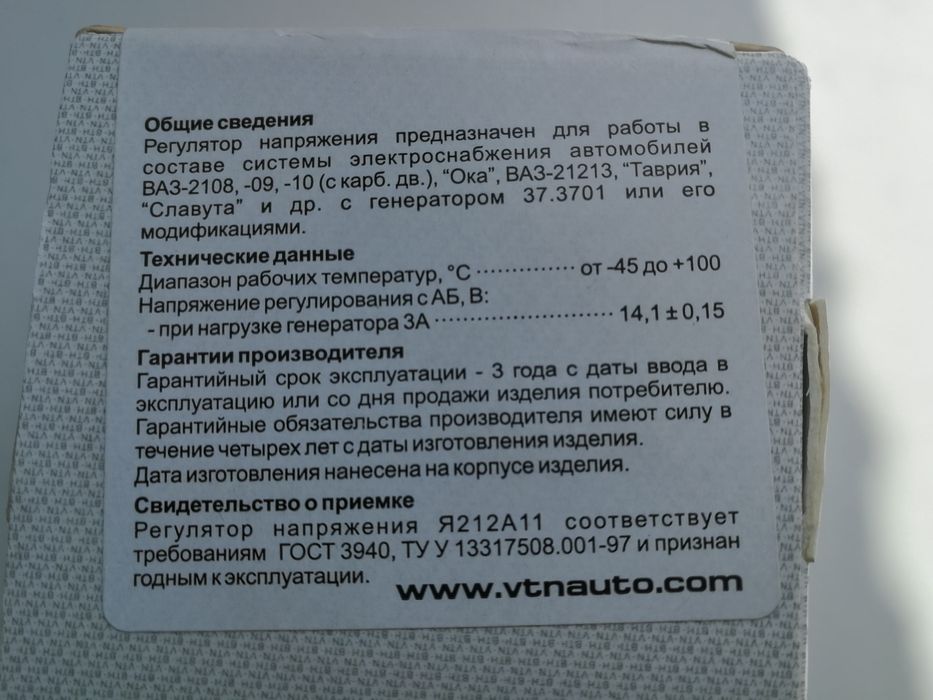 Общие сведения
Регулятор напряжения предназначен для работы в
составе системы электроснабжения автомобилей
ВАЗ-2108, -09, -10 (с карб. дв.), “Ока”, ВАЗ-21213, “Таврия”,
“Славута” и др. с генератором 37.3701 или его
модификациями.
Технические данные
Диапазон рабочих температур, °С ·············· от -45 до +100
Напряжение регулирования с АБ, В:
- при нагрузке генератора 3А ························· 14,1 ± 0,15
Гарантии производителя
Гарантийный срок эксплуатации - 3 года с даты ввода в
эксплуатацию или со дня продажи изделия потребителю.
Гарантийные обязательства производителя имеют силу в
течение четырех лет с даты изготовления изделия.
Дата изготовления нанесена на корпусе изделия.
Свидетельство о приемке
Регулятор напряжения Я212А11 соответствует
требованиям ГОСТ 3940, ТУ У 13317508.001-97 и признан
годным к эксплуатации.
www.vtnauto.com